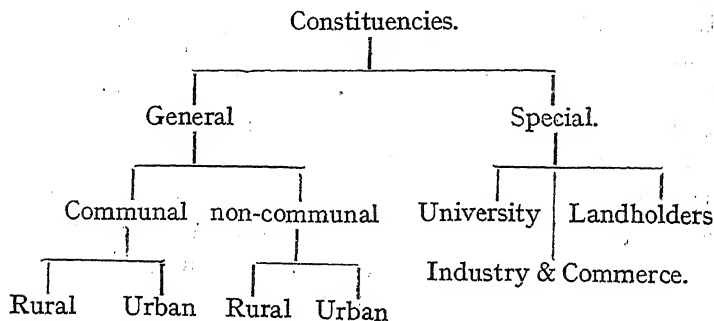 Constituencies.
General Special.
Communal non-communal University Landholders
Industry & Commerce.
Rural Urban Rural Urban